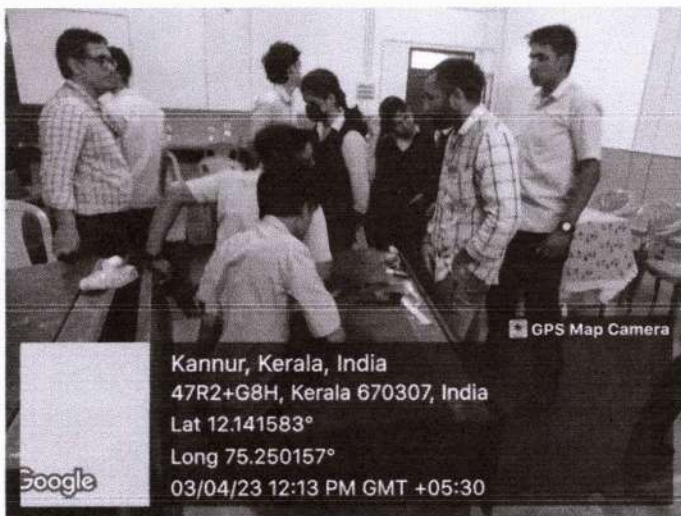 GPS Map Camera
Kannur, Kerala, India
47R2+G8H, Kerala 670307, India
Lat 12.141583°
Long 75.250157°
03/04/23 12:13 PM GMT +05:30
Google